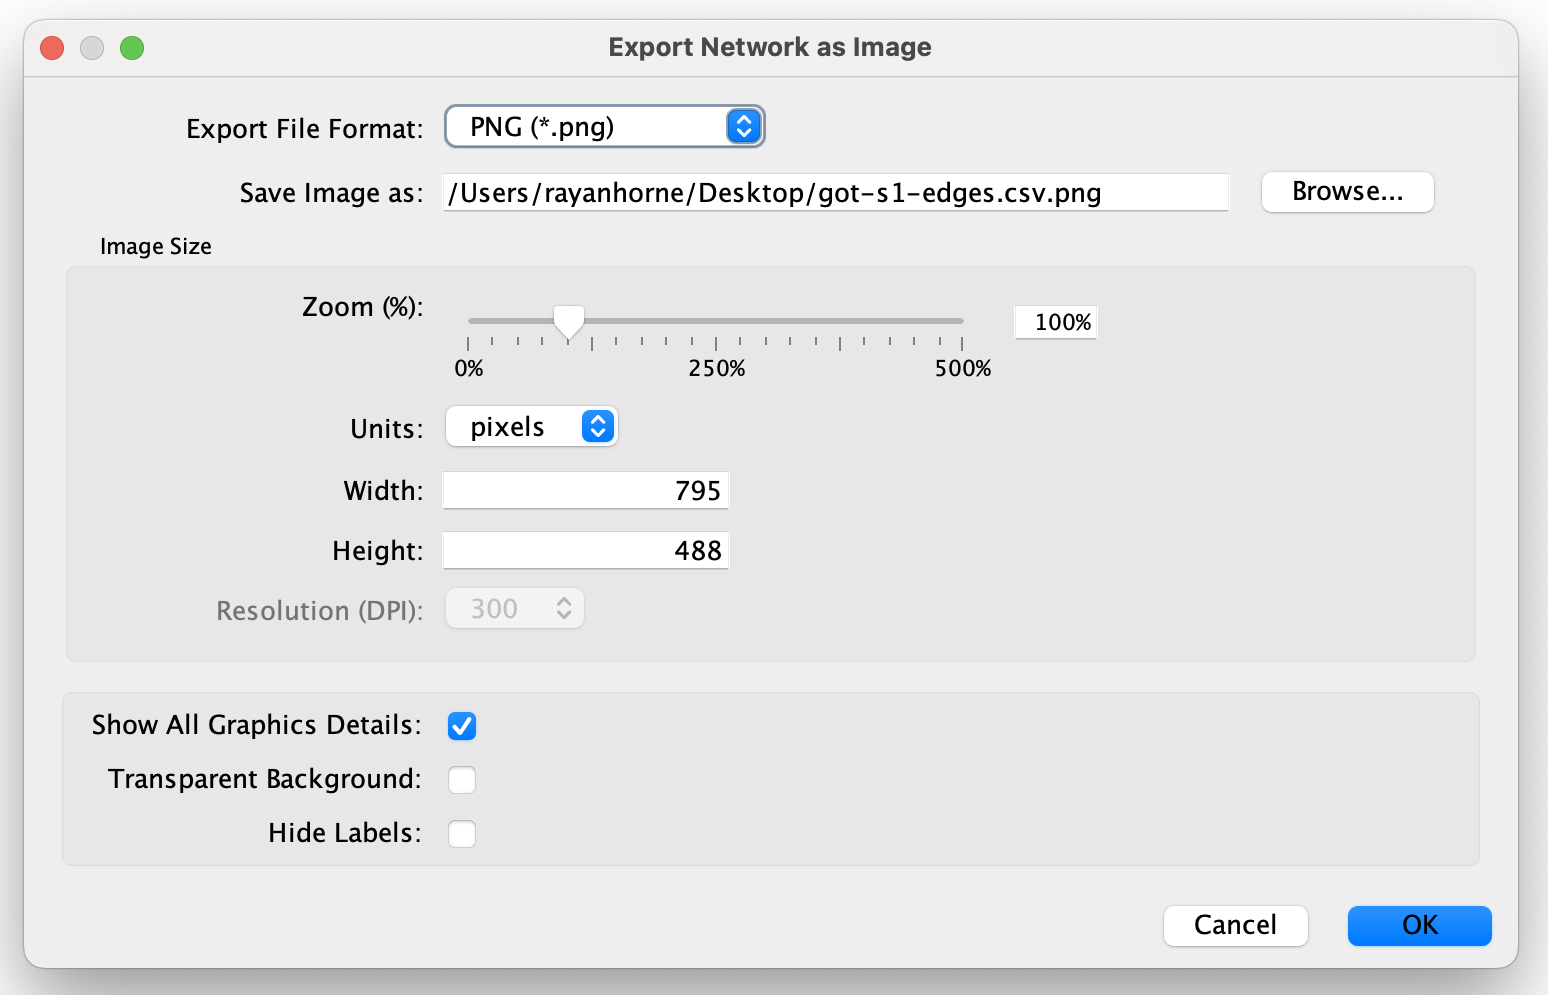 Export Network as Image
Export File Format: PNG (*.png)
Save Image as: /Users/rayanhorne/Desktop/got-s1-edges.csv.png Browse...
Image Size
Zoom (%): 100%
0% 250% 500%
Units: pixels
Width: 795
Height: 488
Resolution (DPI): 300
Show All Graphics Details:
Transparent Background:
Hide Labels:
Cancel OK